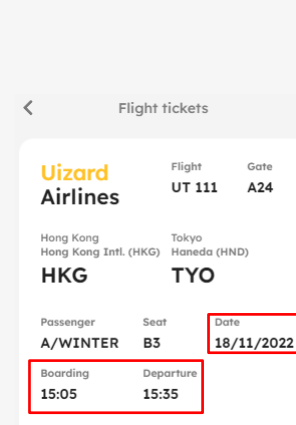 Flight tickets
Uizard
Airlines
Flight
UT 111
Gate
A24
Hong Kong
Hong Kong Intl. (HKG)
HKG
Tokyo
Haneda (HND)
TYO
Passenger
A/WINTER
Seat
B3
Date
18/11/2022
Boarding
15:05
Departure
15:35